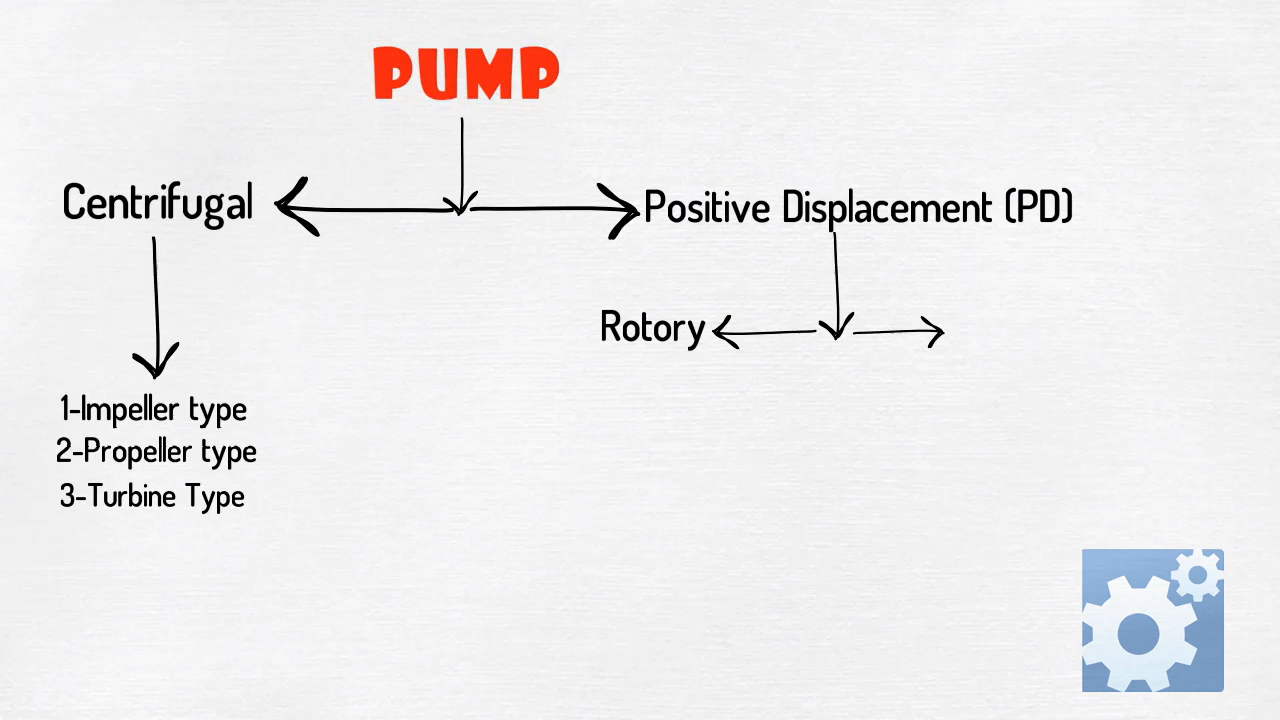 PUMP
Centrifugal
Positive Displacement (PD)
Rotory
1-Impeller type
2-Propeller type
3-Turbine Type